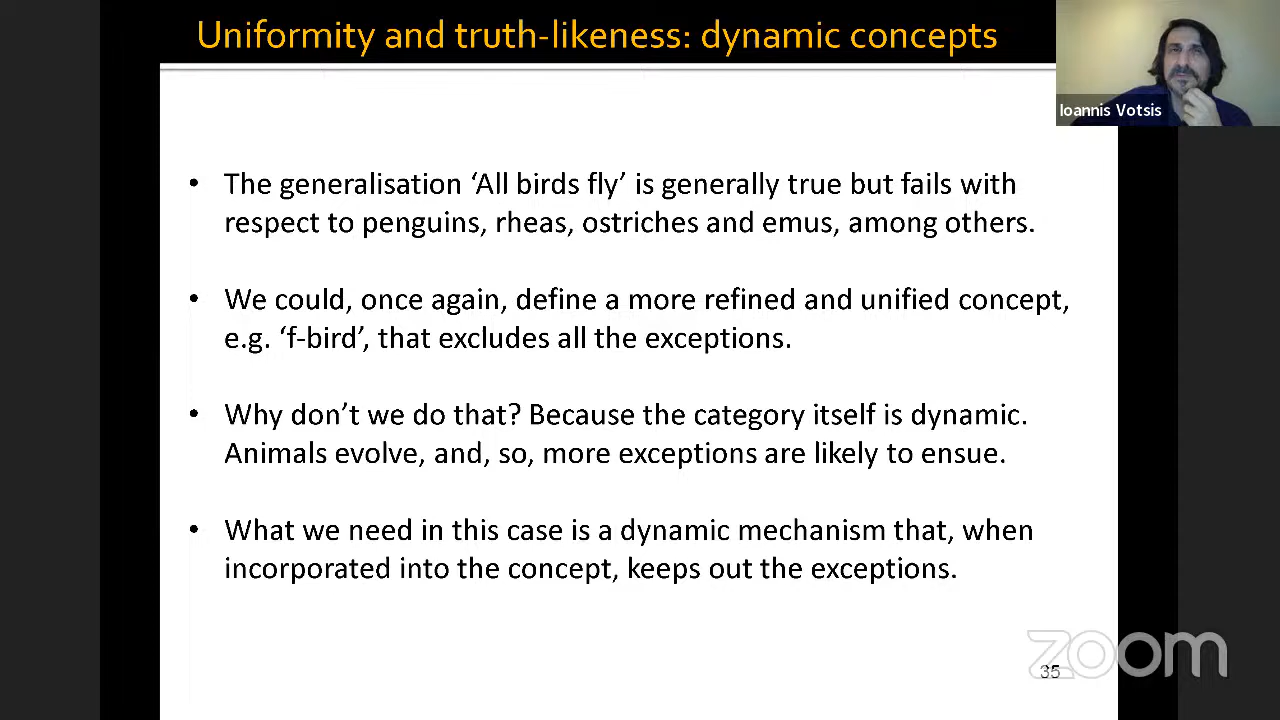 Uniformity and truth-likeness: dynamic concepts
Ioannis Votsis
• The generalisation ‘All birds fly’ is generally true but fails with
respect to penguins, rheas, ostriches and emus, among others.
• We could, once again, define a more refined and unified concept,
e.g. ‘f-bird’, that excludes all the exceptions.
• Why don’t we do that? Because the category itself is dynamic.
Animals evolve, and, so, more exceptions are likely to ensue.
• What we need in this case is a dynamic mechanism that, when
incorporated into the concept, keeps out the exceptions.
zoom
35